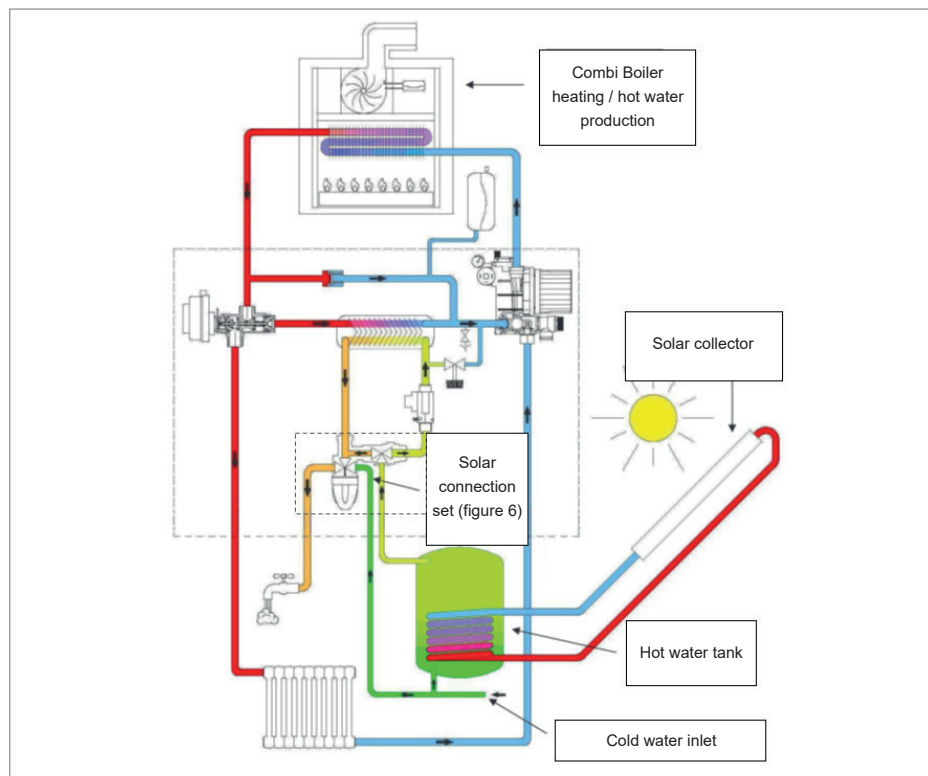 Combi Boiler
heating / hot water
production
Solar collector
Solar
connection
set (figure 6)
Hot water tank
Cold water inlet